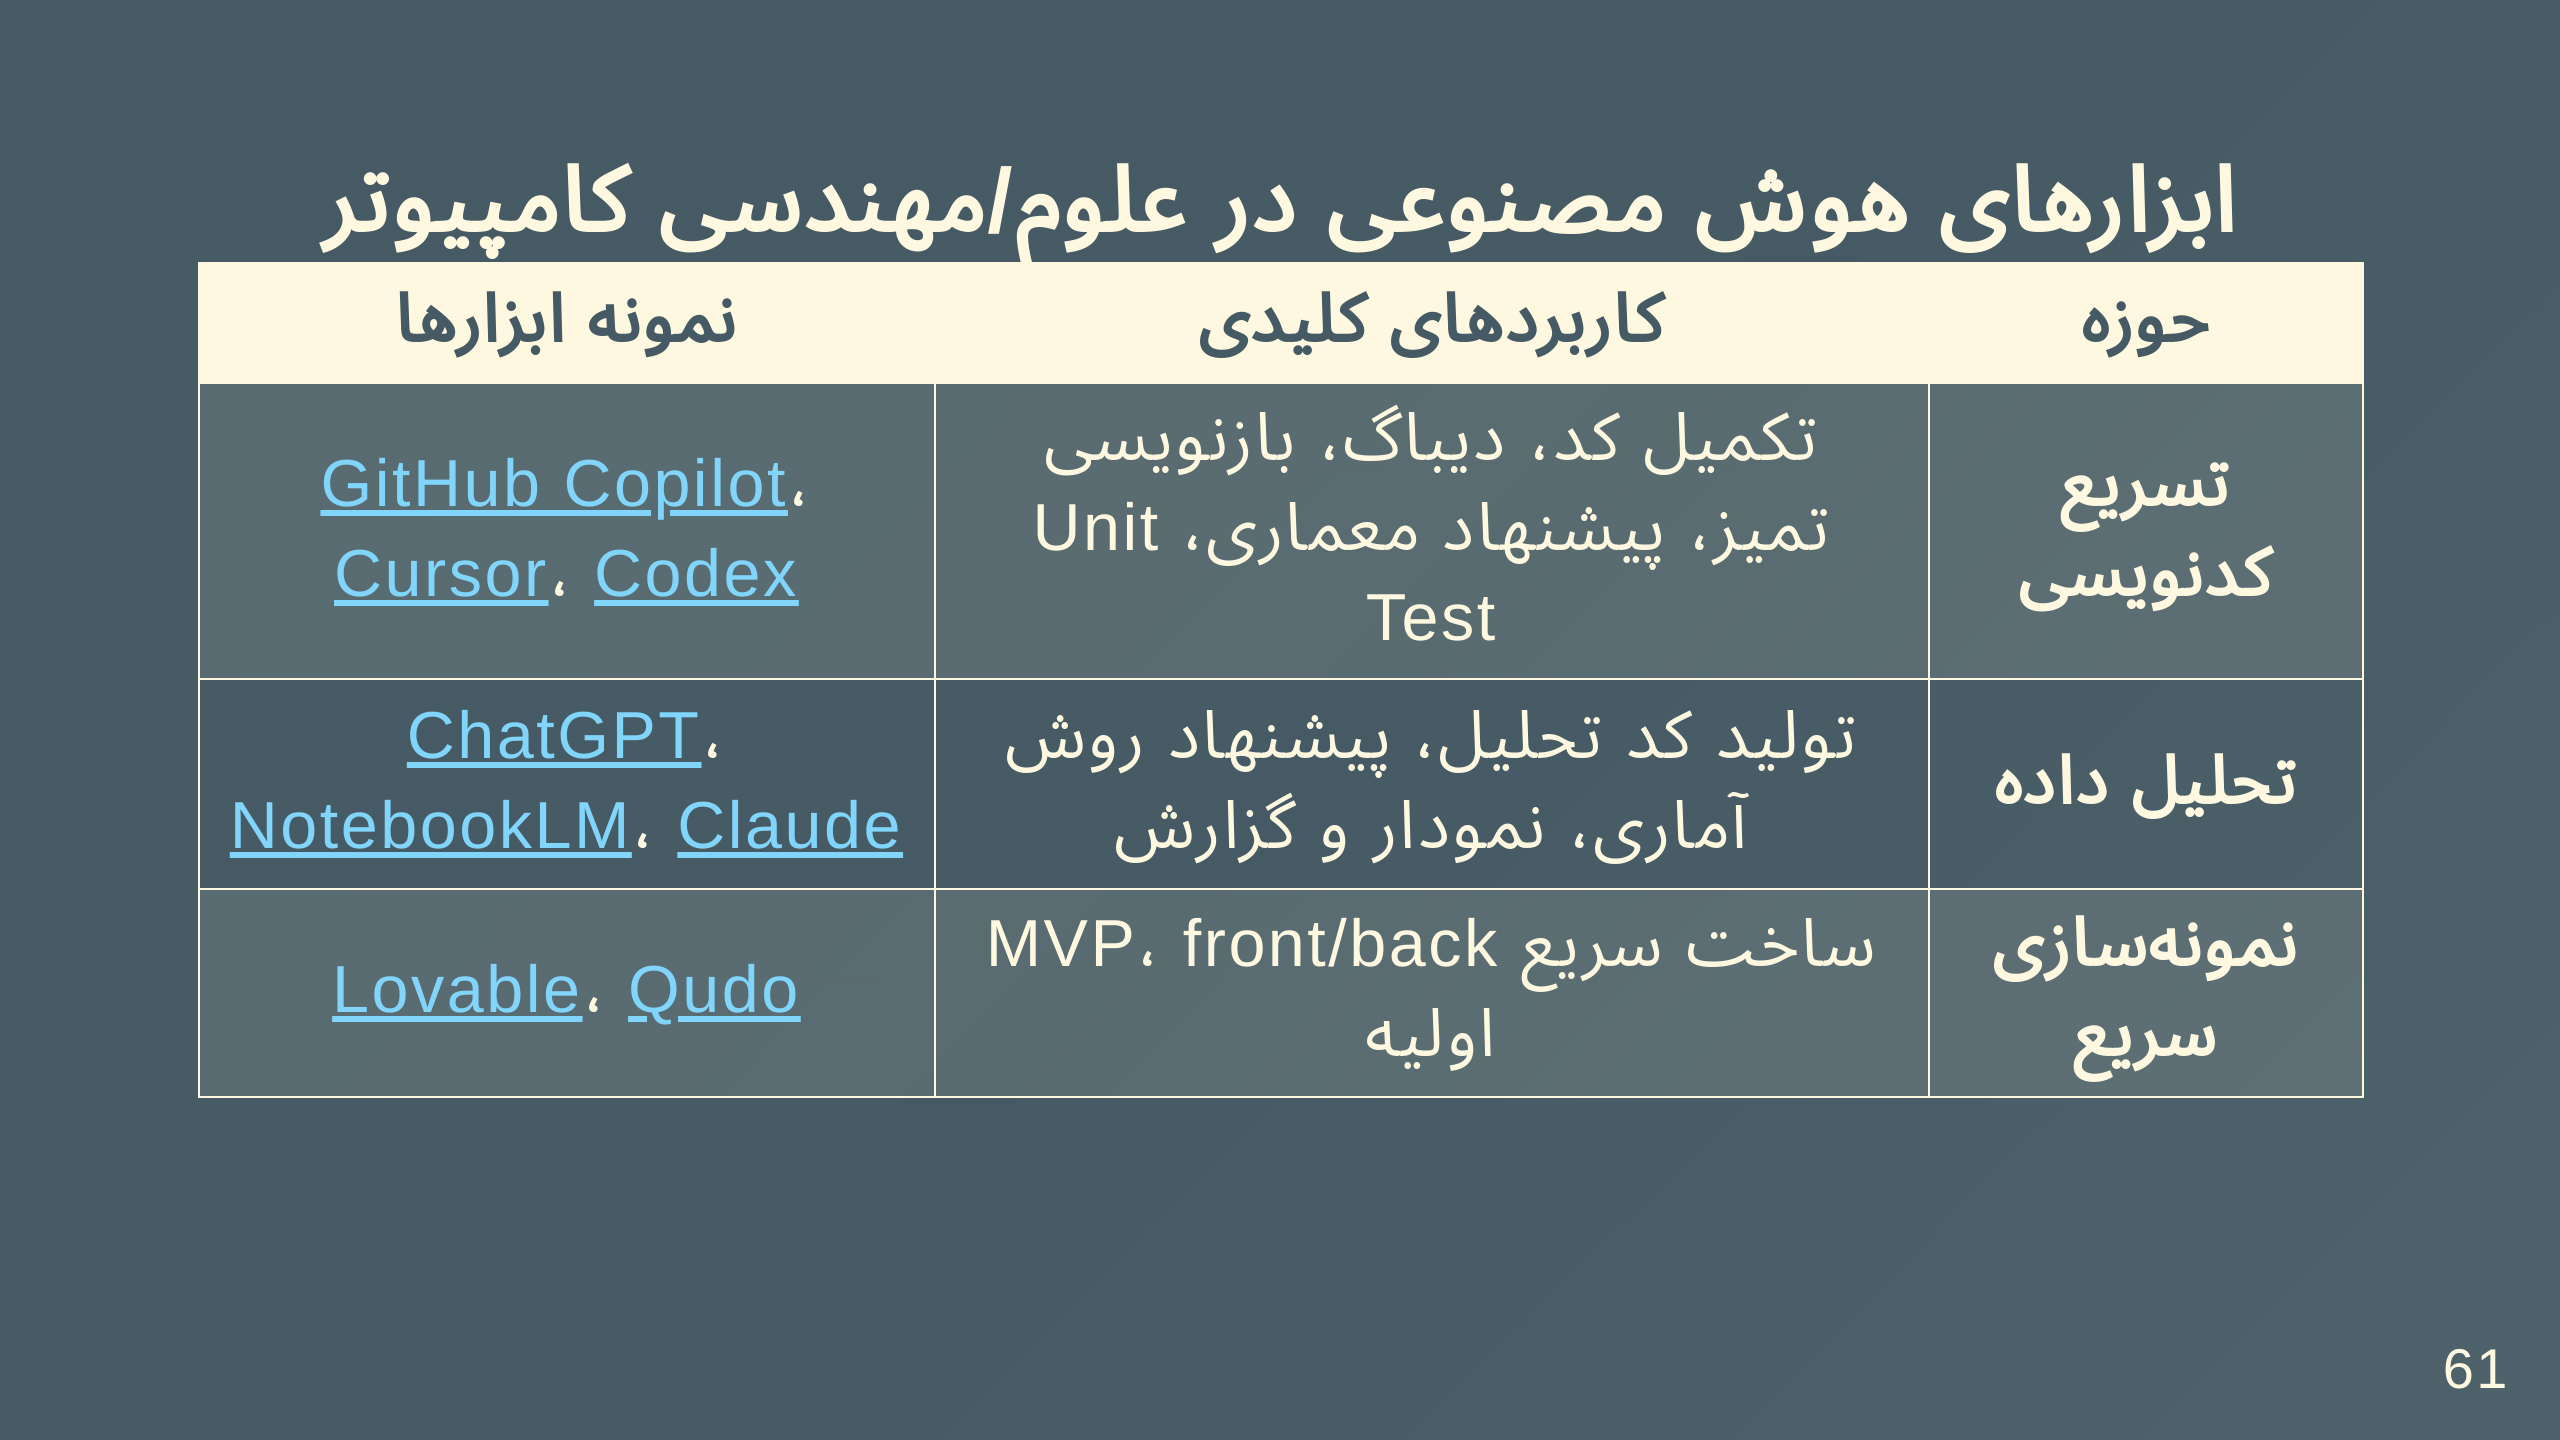 ابزارهای هوش مصنوعی در علوم/مهندسی کامپیوتر
حوزه
کاربردهای کلیدی
نمونه ابزارها
تسریع
کدنویسی
تکمیل کد، دیباگ، بازنویسی
تمیز، پیشنهاد معماری، Unit
Test
GitHub Copilot،
Cursor، Codex
تحلیل داده
تولید کد تحلیل، پیشنهاد روش
آماری، نمودار و گزارش
ChatGPT،
NotebookLM، Claude
نمونه‌سازی
سریع
ساخت سریع MVP، front/back
اولیه
Lovable، Qudo
61